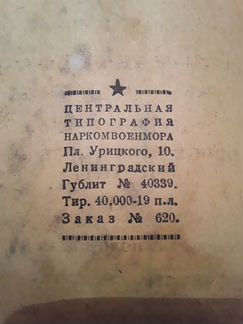 ЦЕНТРАЛЬНАЯ
ТИПОГРАФИЯ
НАРКОМВОЕНМОРА
Пл. Урицкого, 10.
Ленинградский
Гублит № 40339.
Тир. 40.000-19 п.л.
Заказ № 620.